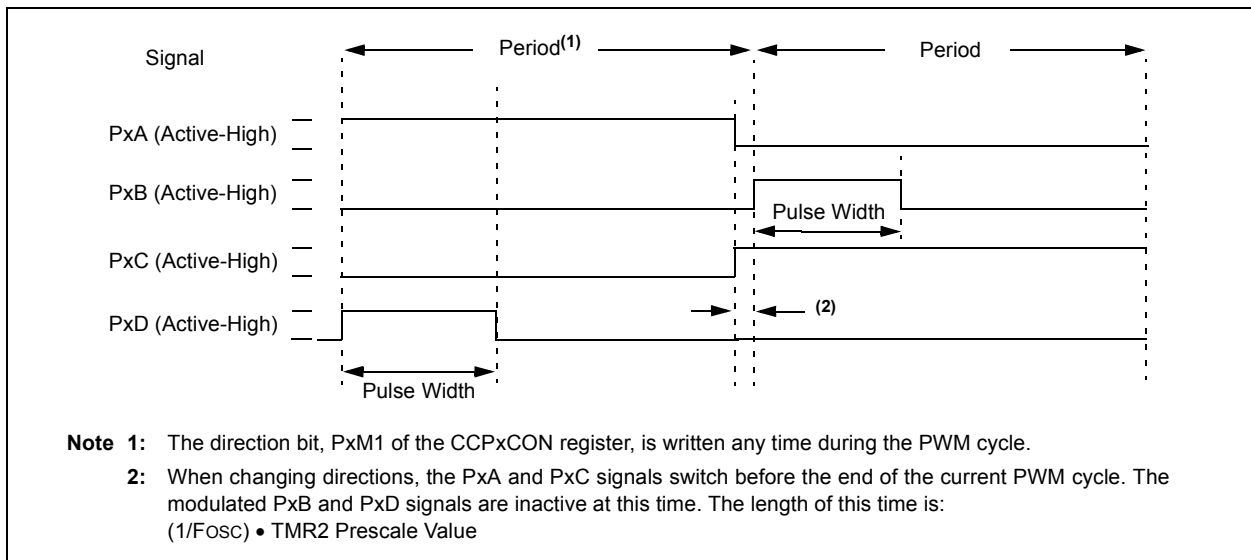 Signal
Period(1)
Period
PxA (Active-High)
PxB (Active-High)
Pulse Width
PxC (Active-High)
PxD (Active-High)
(2)
Pulse Width
Note 1: The direction bit, PxM1 of the CCPxCON register, is written any time during the PWM cycle.
2: When changing directions, the PxA and PxC signals switch before the end of the current PWM cycle. The
modulated PxB and PxD signals are inactive at this time. The length of this time is:
(1/FOSC) • TMR2 Prescale Value